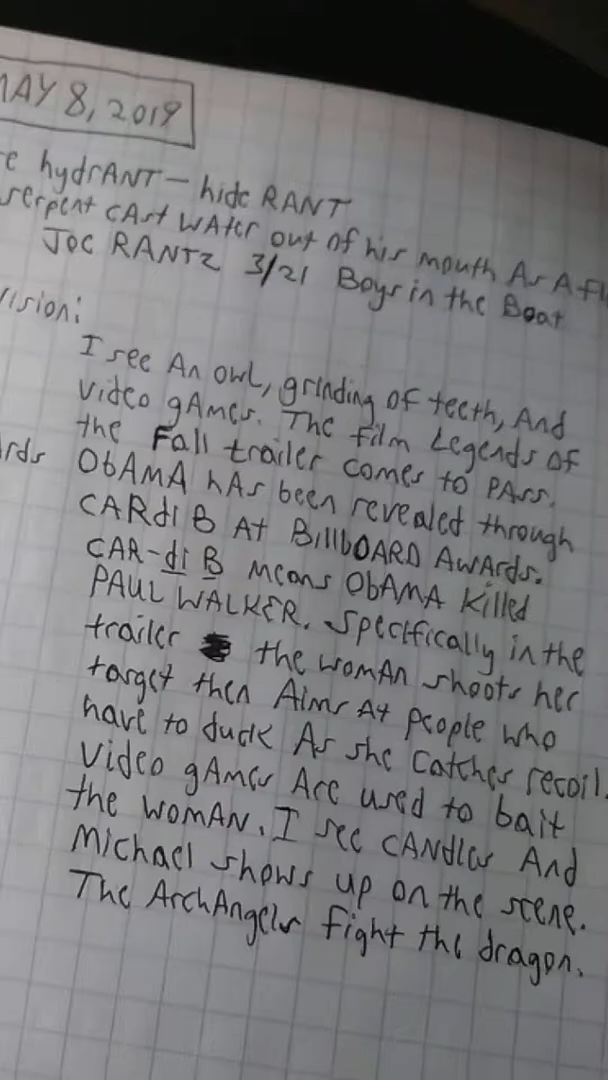 MAY 8, 2019
re hydrANT – hide RANT
serpent cAst WAter out of his mouth As A fl
Joe RANTZ 3/21 Boys in the Boat
vision:
I see An owl, grinding of teeth, And
video gAmes. The film Legends of
the Fall trailer comes to PAss.
ards ObAMA hAs been revealed through
CARdi B At BillbOARD AwArds.
CAR-di B meAns ObAMA killed
PAUL WALKER. Specifically in the
trailer the womAn shoots her
target then Aims At people who
have to duck As she catches recoil.
Video gAmes Are used to bait
the womAN. I see cANdles And
Michael shows up on the scene.
The ArchAngels fight the dragon.